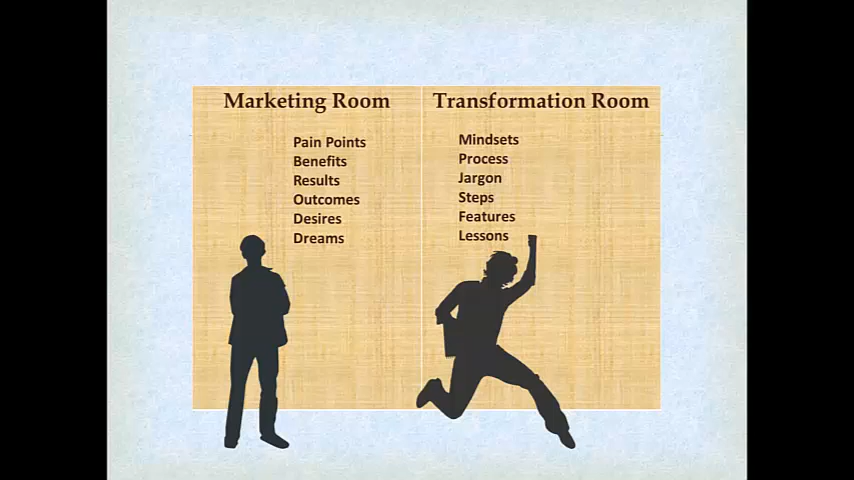 Marketing Room
Pain Points
Benefits
Results
Outcomes
Desires
Dreams
Transformation Room
Mindsets
Process
Jargon
Steps
Features
Lessons